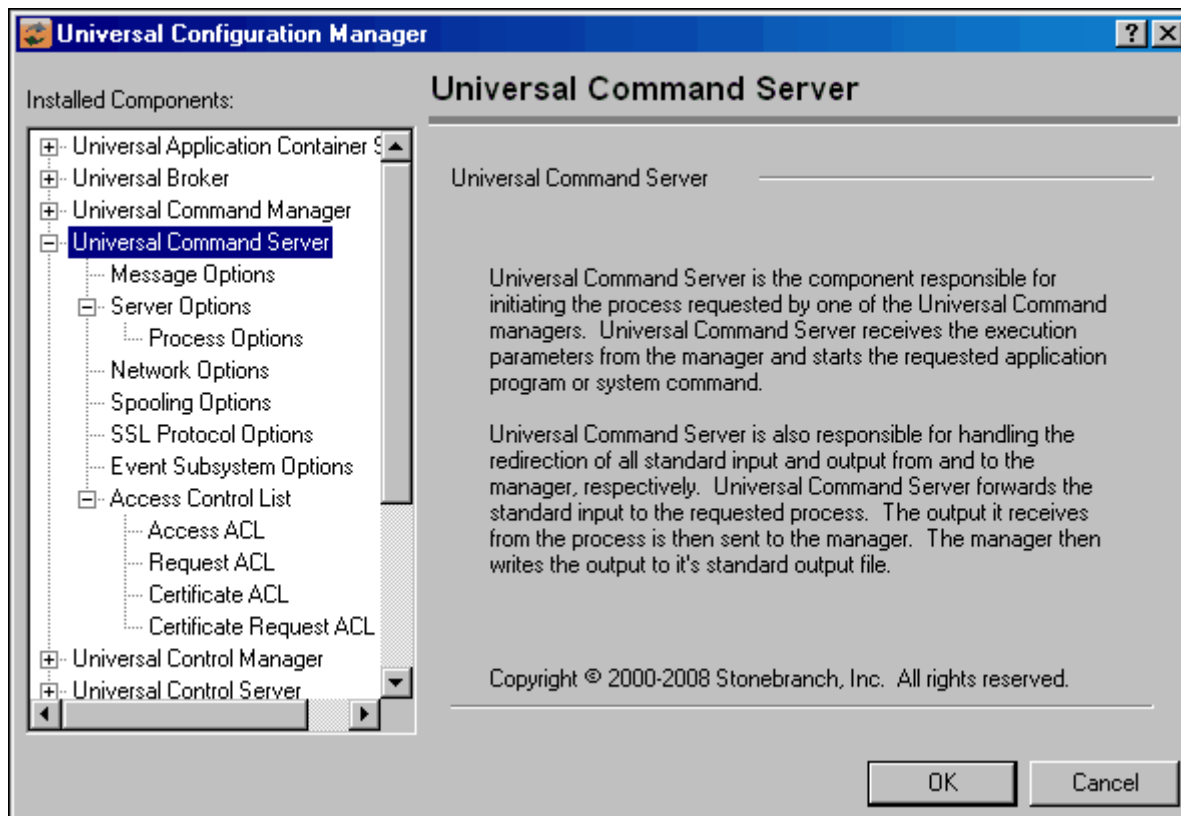 Universal Configuration Manager
Installed Components:
Universal Application Container
Universal Broker
Universal Command Manager
Universal Command Server
Message Options
Server Options
Process Options
Network Options
Spooling Options
SSL Protocol Options
Event Subsystem Options
Access Control List
Access ACL
Request ACL
Certificate ACL
Certificate Request ACL
Universal Control Manager
Universal Control Server
Universal Command Server
Universal Command Server
Universal Command Server is the component responsible for
initiating the process requested by one of the Universal Command
managers. Universal Command Server receives the execution
parameters from the manager and starts the requested application
program or system command.
Universal Command Server is also responsible for handling the
redirection of all standard input and output from and to the
manager, respectively. Universal Command Server forwards the
standard input to the requested process. The output it receives
from the process is then sent to the manager. The manager then
writes the output to it's standard output file.
Copyright © 2000-2008 Stonebranch, Inc. All rights reserved.
OK
Cancel